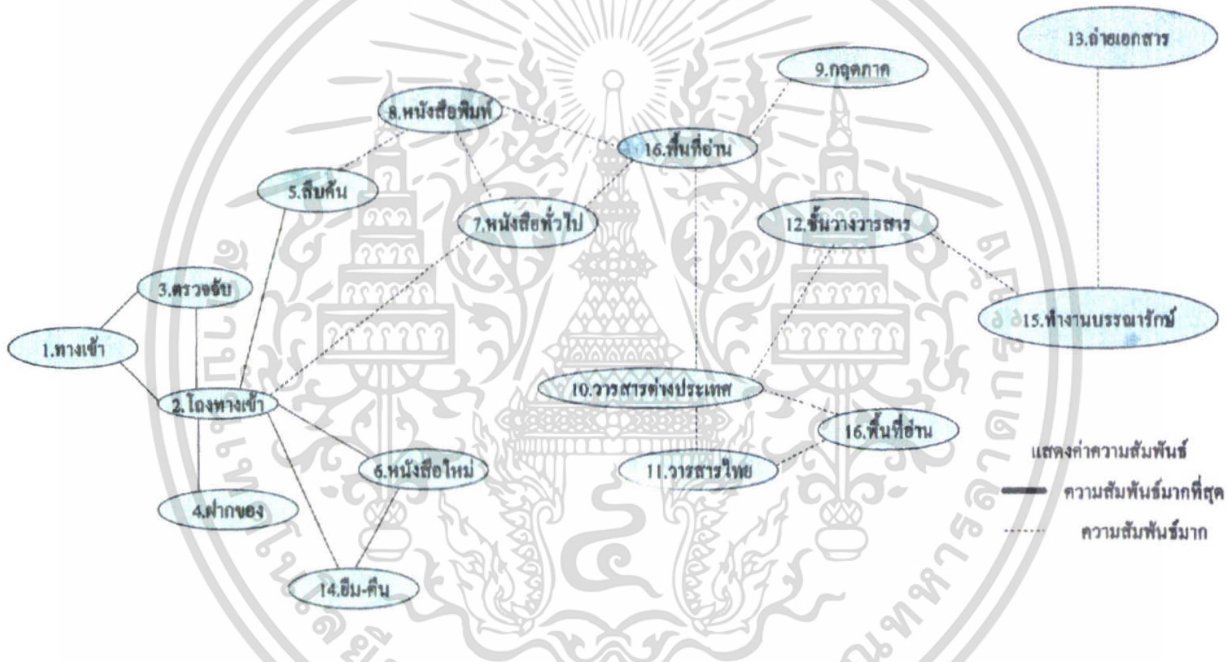 13.ถ่ายเอกสาร
9.กฤตภาค
8.หนังสือพิมพ์
16.พื้นที่อ่าน
5.สืบค้น
7.หนังสือทั่วไป
12.ชั้นวางวารสาร
3.ตรวจจับ
15.ทำงานบรรณารักษ์
1.ทางเข้า
2.โถงทางเข้า
10.วารสารต่างประเทศ
16.พื้นที่อ่าน
6.หนังสือใหม่
11.วารสารไทย
4.ฝากของ
14.ยืม-คืน
แสดงค่าความสัมพันธ์
ความสัมพันธ์มากที่สุด
ความสัมพันธ์มาก